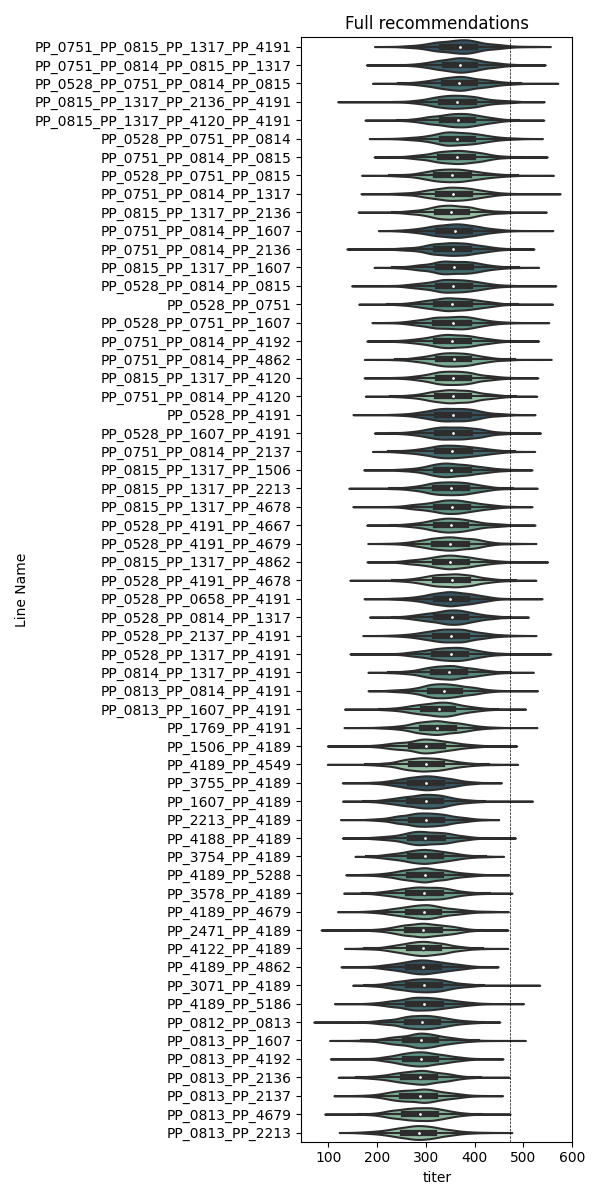 Full recommendations
PP_0751_PP_0815_PP_1317_PP_4191
PP_0751_PP_0814_PP_0815_PP_1317
PP_0528_PP_0751_PP_0814_PP_0815
PP_0815_PP_1317_PP_2136_PP_4191
PP_0815_PP_1317_PP_4120_PP_4191
PP_0528_PP_0751_PP_0814
PP_0751_PP_0814_PP_0815
PP_0528_PP_0751_PP_0815
PP_0751_PP_0814_PP_1317
PP_0815_PP_1317_PP_2136
PP_0751_PP_0814_PP_1607
PP_0751_PP_0814_PP_2136
PP_0815_PP_1317_PP_1607
PP_0528_PP_0814_PP_0815
PP_0528_PP_0751
PP_0528_PP_0751_PP_1607
PP_0751_PP_0814_PP_4192
PP_0751_PP_0814_PP_4862
PP_0815_PP_1317_PP_4120
PP_0751_PP_0814_PP_4120
PP_0528_PP_4191
PP_0528_PP_1607_PP_4191
PP_0751_PP_0814_PP_2137
PP_0815_PP_1317_PP_1506
PP_0815_PP_1317_PP_2213
PP_0815_PP_1317_PP_4678
PP_0528_PP_4191_PP_4667
PP_0528_PP_4191_PP_4679
PP_0815_PP_1317_PP_4862
PP_0528_PP_4191_PP_4678
PP_0528_PP_0658_PP_4191
PP_0528_PP_0814_PP_1317
PP_0528_PP_2137_PP_4191
PP_0528_PP_1317_PP_4191
PP_0814_PP_1317_PP_4191
PP_0813_PP_0814_PP_4191
PP_0813_PP_1607_PP_4191
PP_1769_PP_4191
PP_1506_PP_4189
PP_4189_PP_4549
PP_3755_PP_4189
PP_1607_PP_4189
PP_2213_PP_4189
PP_4188_PP_4189
PP_3754_PP_4189
PP_4189_PP_5288
PP_3578_PP_4189
PP_4189_PP_4679
PP_2471_PP_4189
PP_4122_PP_4189
PP_4189_PP_4862
PP_3071_PP_4189
PP_4189_PP_5186
PP_0812_PP_0813
PP_0813_PP_1607
PP_0813_PP_4192
PP_0813_PP_2136
PP_0813_PP_2137
PP_0813_PP_4679
PP_0813_PP_2213
Line Name
100 200 300 400 500 600
titer